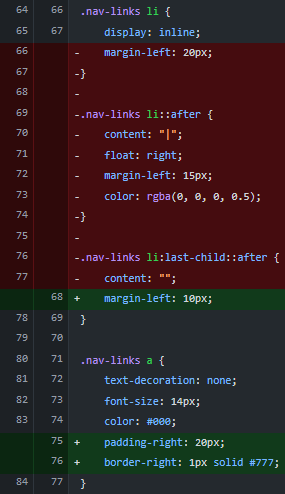 64 66 .nav-links li {
65 67     display: inline;
66 -     margin-left: 20px;
67 - }
68 -
69 - .nav-links li::after {
70 -     content: "|";
71 -     float: right;
72 -     margin-left: 15px;
73 -     color: rgba(0, 0, 0, 0.5);
74 - }
75 -
76 - .nav-links li:last-child::after {
77 -     content: "";
68 +     margin-left: 10px;
78 69 }
79 70
80 71 .nav-links a {
81 72     text-decoration: none;
82 73     font-size: 14px;
83 74     color: #000;
75 +     padding-right: 20px;
76 +     border-right: 1px solid #777;
84 77 }